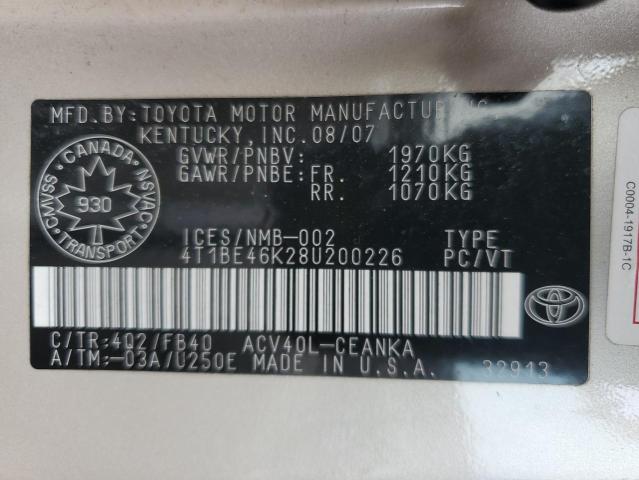 MFD.BY:TOYOTA MOTOR MANUFACTURING
KENTUCKY,INC.08/07
GVWR/PNBV: 1970KG
GAWR/PNBE:FR. 1210KG
RR. 1070KG
CANADA
CMVSS NSVAC
930
TRANSPORT
ICES/NMB-002 TYPE
4T1BE46K28U200226 PC/VT
C/TR:4Q2/FB40 ACV40L-CEANKA
A/TM:-03A/U250E MADE IN U.S.A. 32913
C0004-1917B-1C